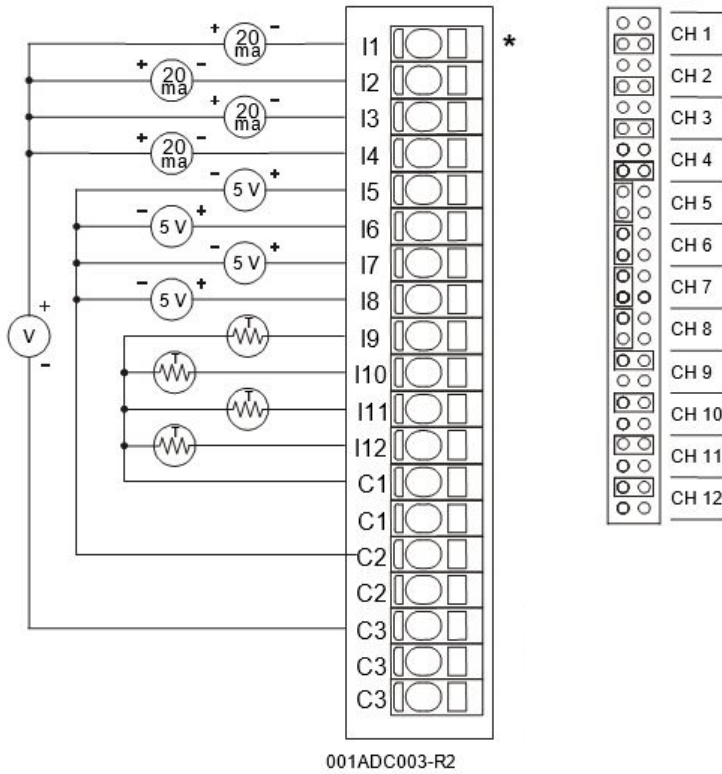 + 20 ma -
I1
*
+ 20 ma -
I2
+ 20 ma -
I3
+ 20 ma -
I4
- 5 V +
I5
- 5 V +
I6
- 5 V +
I7
- 5 V +
I8
T
I9
T
I10
T
I11
T
I12
+
V
-
C1
C1
C2
C2
C3
C3
C3
001ADC003-R2
CH 1
CH 2
CH 3
CH 4
CH 5
CH 6
CH 7
CH 8
CH 9
CH 10
CH 11
CH 12